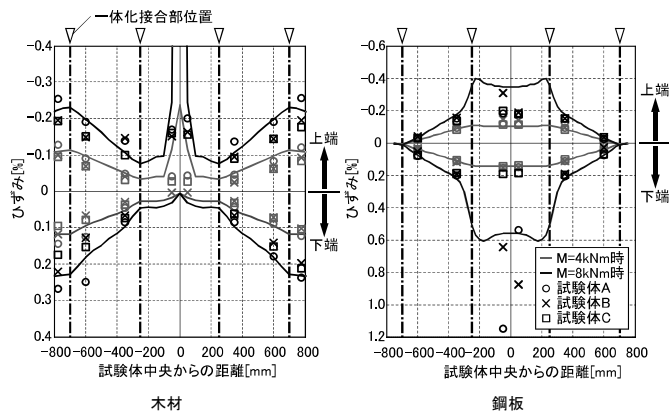 一体化接合部位置
-0.4
-0.3
-0.2
-0.1
0
0.1
0.2
0.3
0.4
ひずみ[%]
上端
下端
-800 -600 -400 -200 0 200 400 600 800
試験体中央からの距離[mm]
木材
-0.6
-0.4
-0.2
0
0.2
0.4
0.6
0.8
1.0
1.2
ひずみ[%]
上端
下端
M=4kNm時
M=8kNm時
試験体A
試験体B
試験体C
-800 -600 -400 -200 0 200 400 600 800
試験体中央からの距離[mm]
鋼板